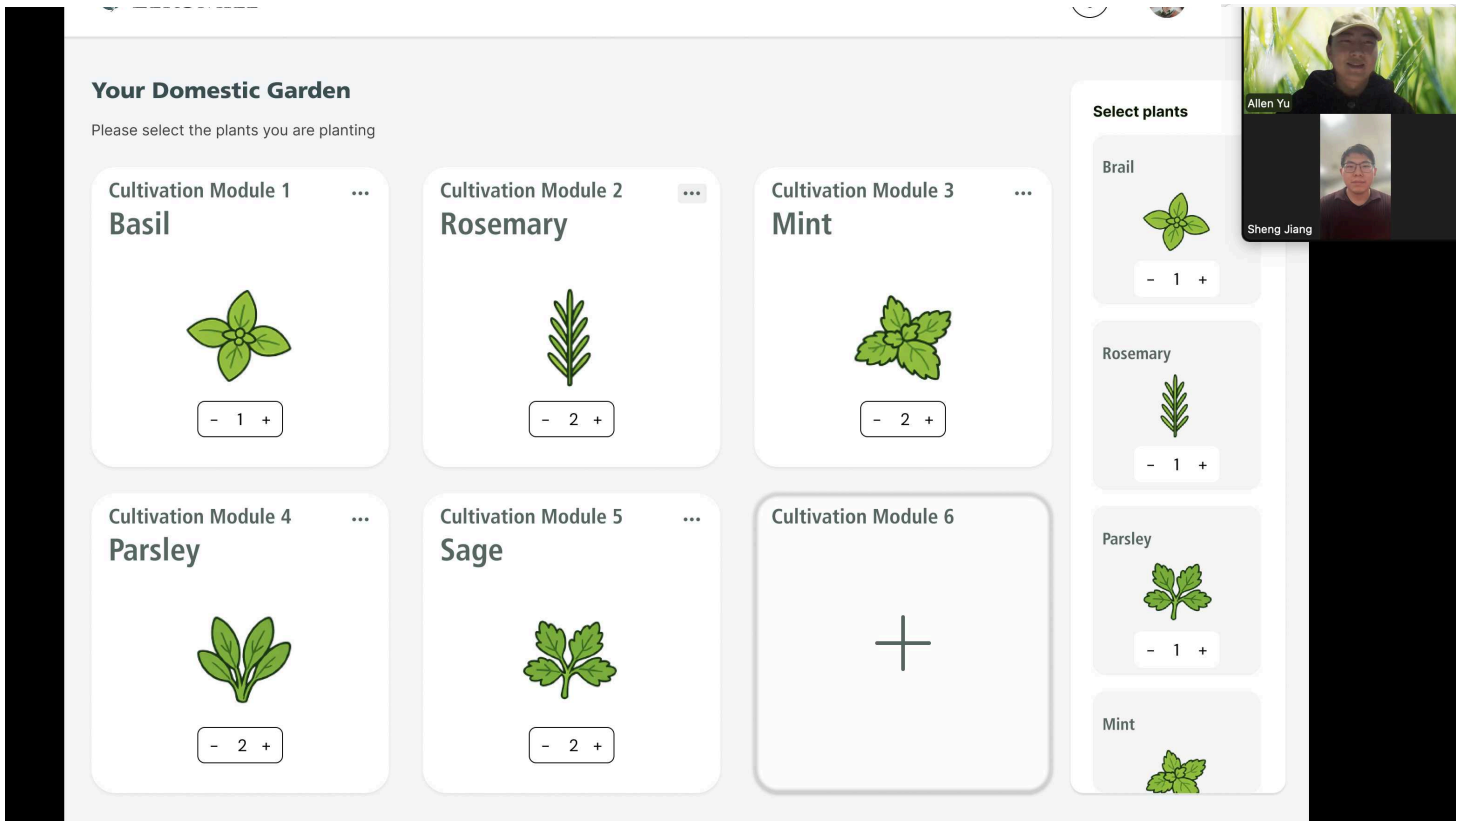 Your Domestic Garden
Please select the plants you are planting
Cultivation Module 1
Basil
- 1 +
Cultivation Module 2
Rosemary
- 2 +
Cultivation Module 3
Mint
- 2 +
Cultivation Module 4
Parsley
- 2 +
Cultivation Module 5
Sage
- 2 +
Cultivation Module 6
Select plants
Brail
- 1 +
Rosemary
- 1 +
Parsley
- 1 +
Mint
Allen Yu
Sheng Jiang